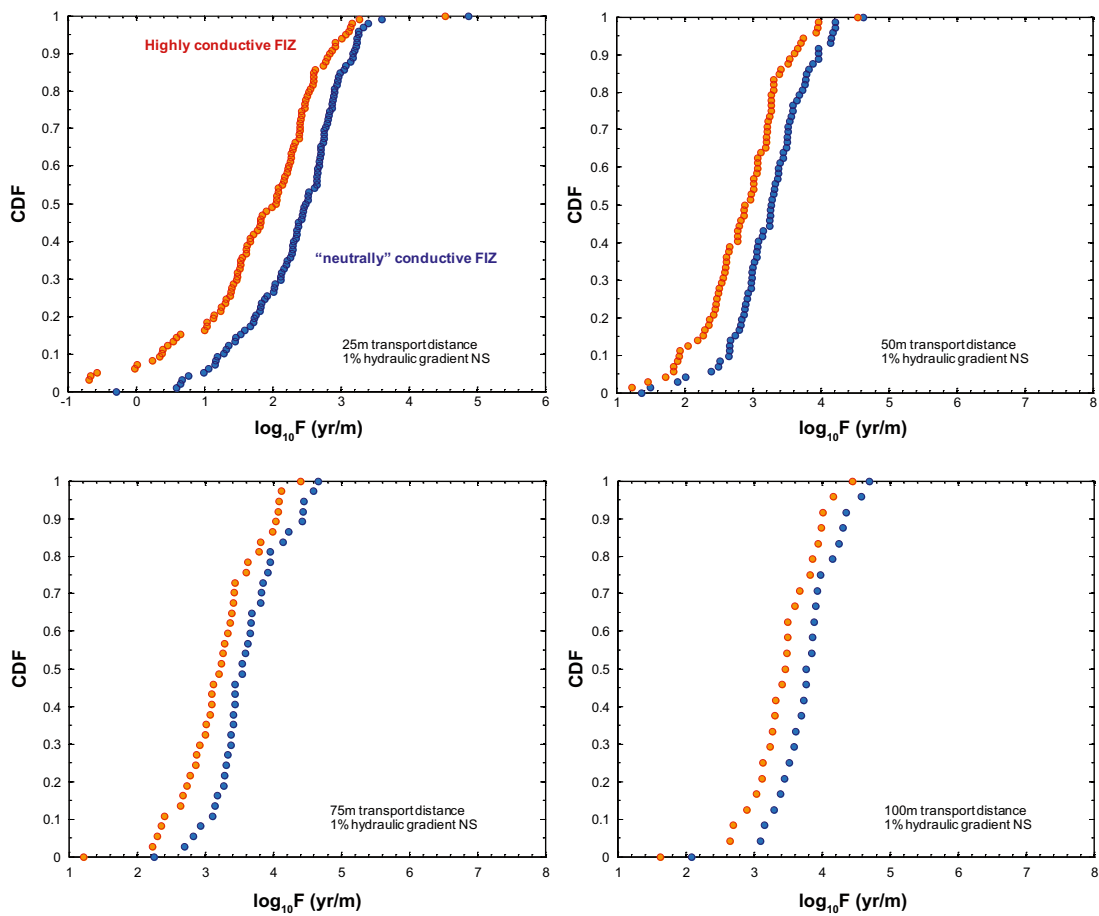 1
0.9
0.8
0.7
0.6
0.5
0.4
0.3
0.2
0.1
0
CDF
Highly conductive FIZ
“neutrally” conductive FIZ
25m transport distance
1% hydraulic gradient NS
-1 0 1 2 3 4 5 6
log10F (yr/m)
1
0.9
0.8
0.7
0.6
0.5
0.4
0.3
0.2
0.1
0
CDF
50m transport distance
1% hydraulic gradient NS
1 2 3 4 5 6 7 8
log10F (yr/m)
1
0.9
0.8
0.7
0.6
0.5
0.4
0.3
0.2
0.1
0
CDF
75m transport distance
1% hydraulic gradient NS
1 2 3 4 5 6 7 8
log10F (yr/m)
1
0.9
0.8
0.7
0.6
0.5
0.4
0.3
0.2
0.1
0
CDF
100m transport distance
1% hydraulic gradient NS
1 2 3 4 5 6 7 8
log10F (yr/m)